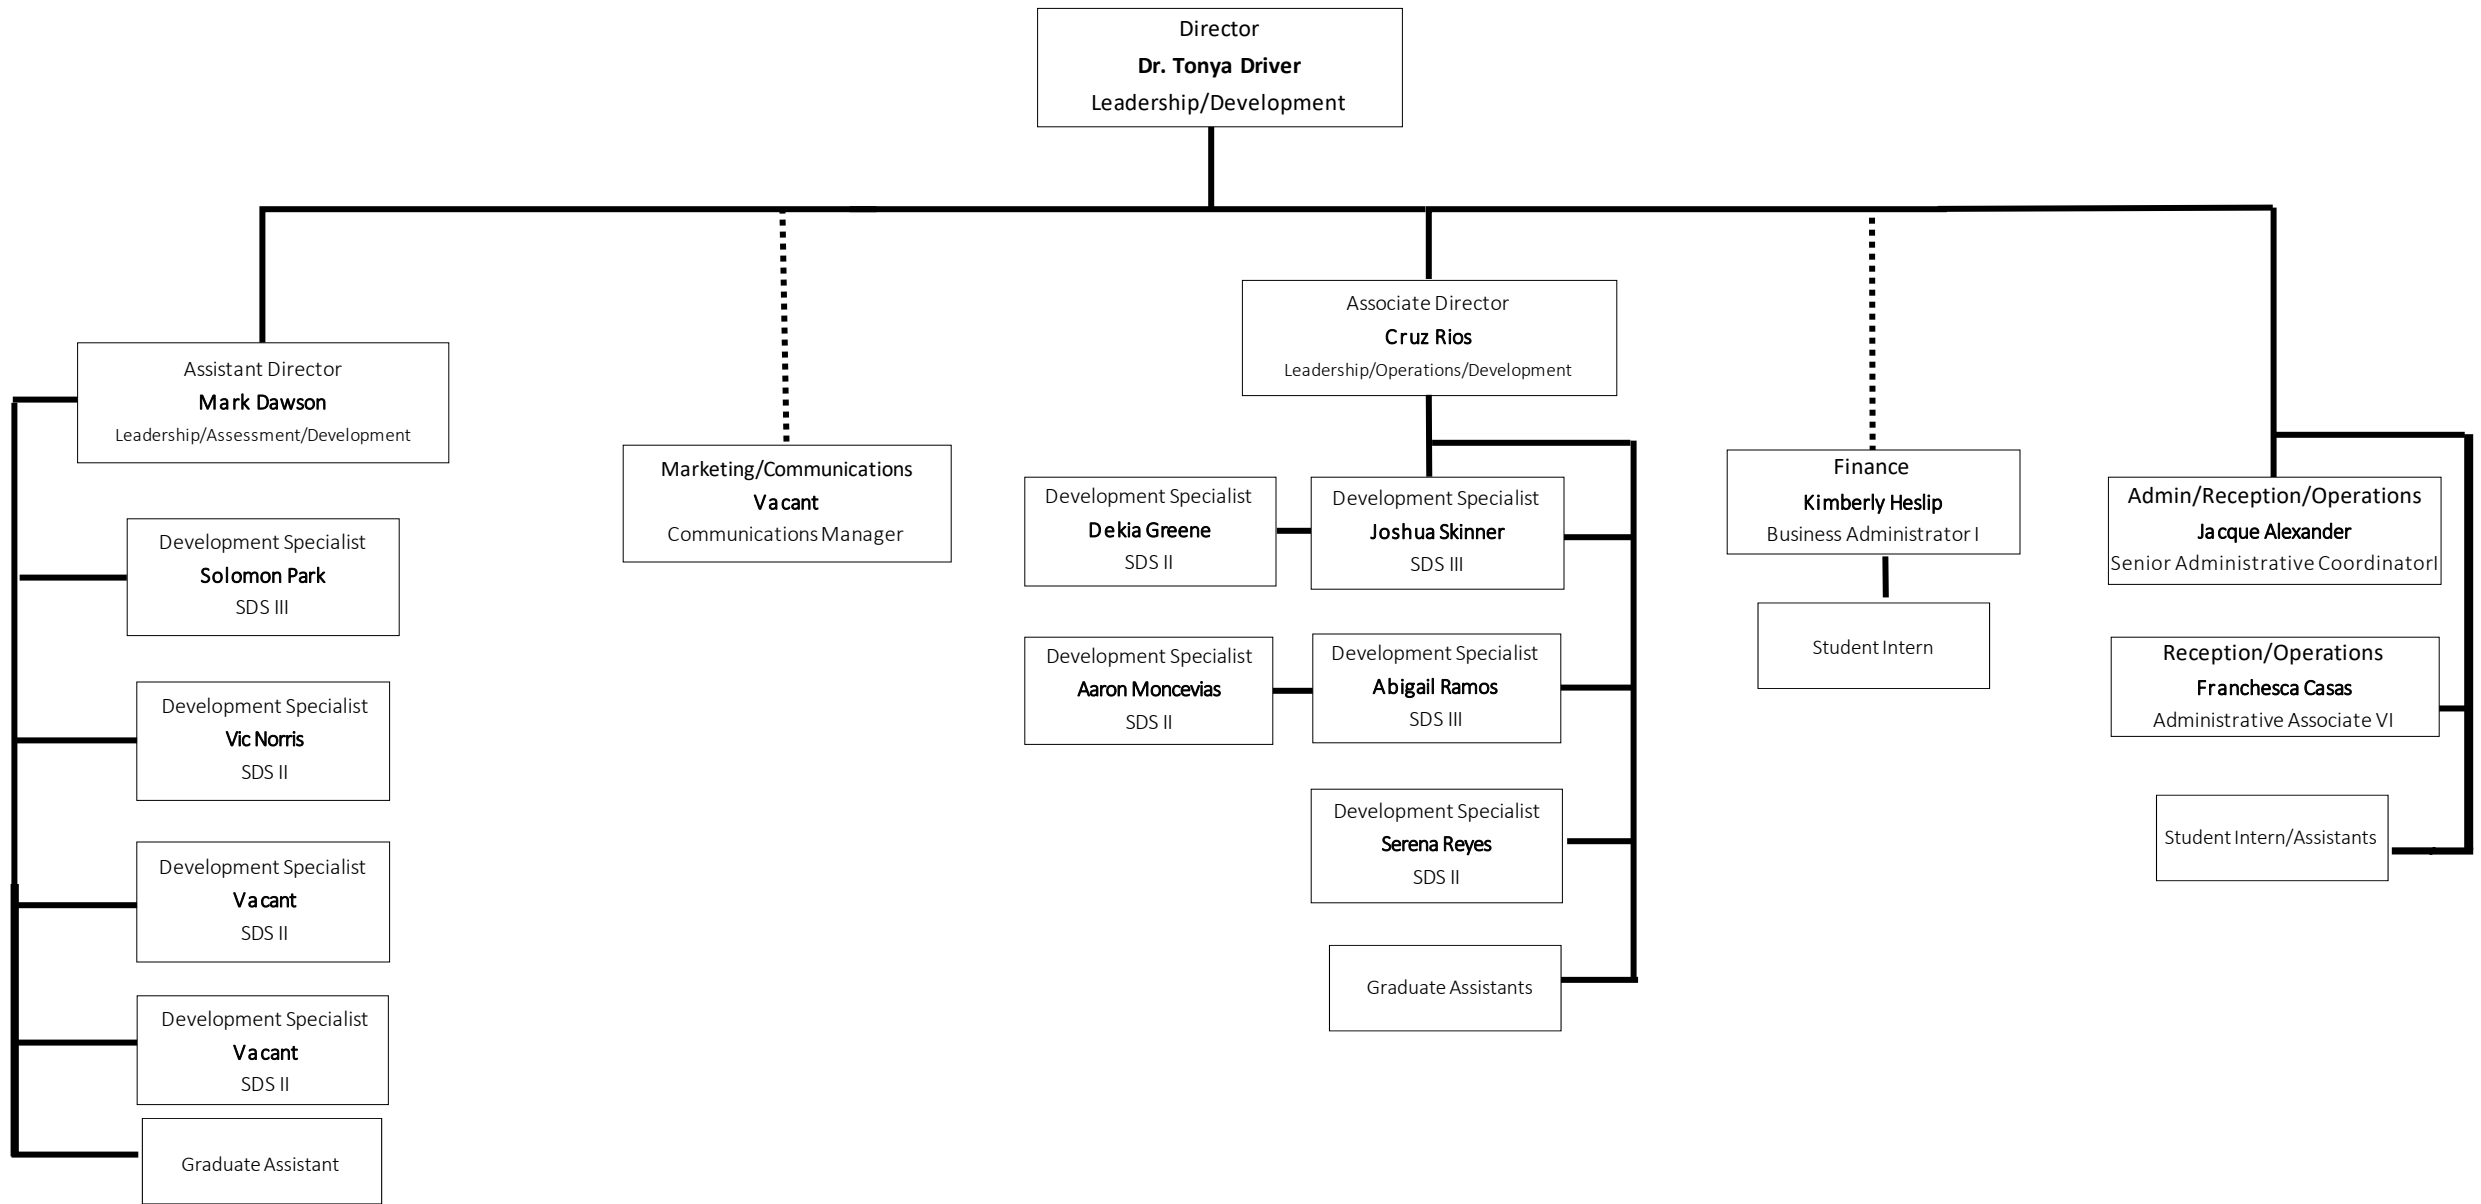 Director
Dr. Tonya Driver
Leadership/Development
Assistant Director
Mark Dawson
Leadership/Assessment/Development
Development Specialist
Solomon Park
SDS III
Development Specialist
Vic Norris
SDS II
Development Specialist
Vacant
SDS II
Development Specialist
Vacant
SDS II
Graduate Assistant
Marketing/Communications
Vacant
Communications Manager
Associate Director
Cruz Rios
Leadership/Operations/Development
Development Specialist
Dekia Greene
SDS II
Development Specialist
Joshua Skinner
SDS III
Development Specialist
Aaron Moncevias
SDS II
Development Specialist
Abigail Ramos
SDS III
Development Specialist
Serena Reyes
SDS II
Graduate Assistants
Finance
Kimberly Heslip
Business Administrator I
Student Intern
Admin/Reception/Operations
Jacque Alexander
Senior Administrative CoordinatorI
Reception/Operations
Franchesca Casas
Administrative Associate VI
Student Intern/Assistants